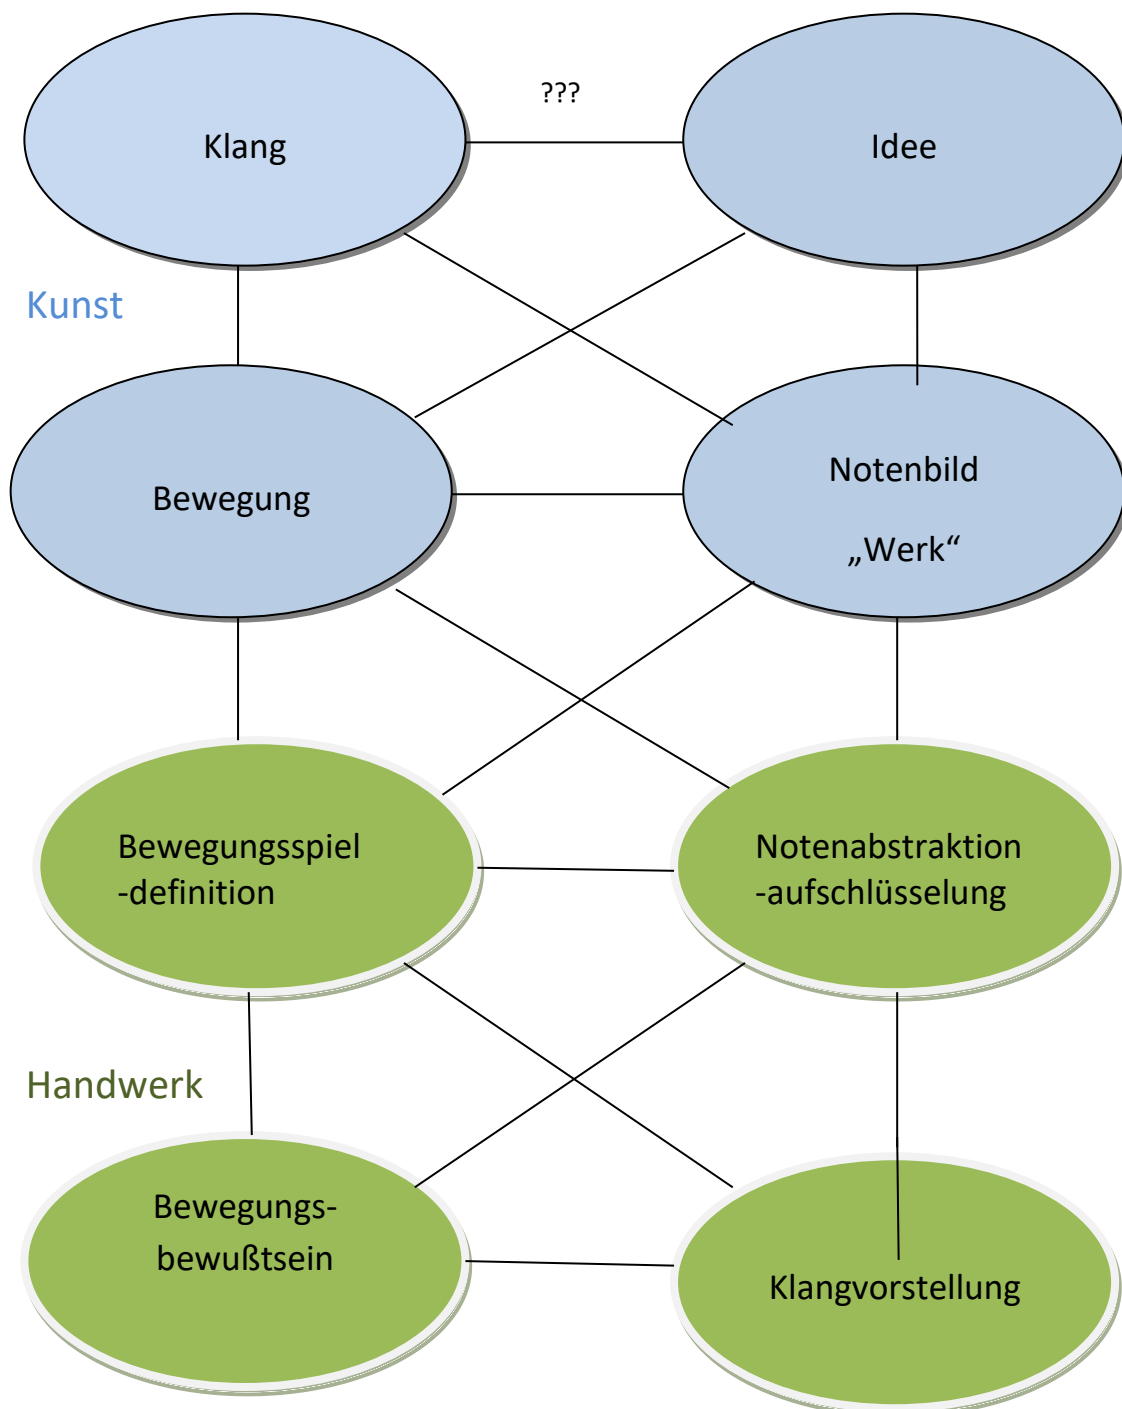 ???
Klang
Idee
Kunst
Bewegung
Notenbild
„Werk“
Bewegungsspiel
-definition
Notenabstraktion
-aufschlüsselung
Handwerk
Bewegungs-
bewußtsein
Klangvorstellung